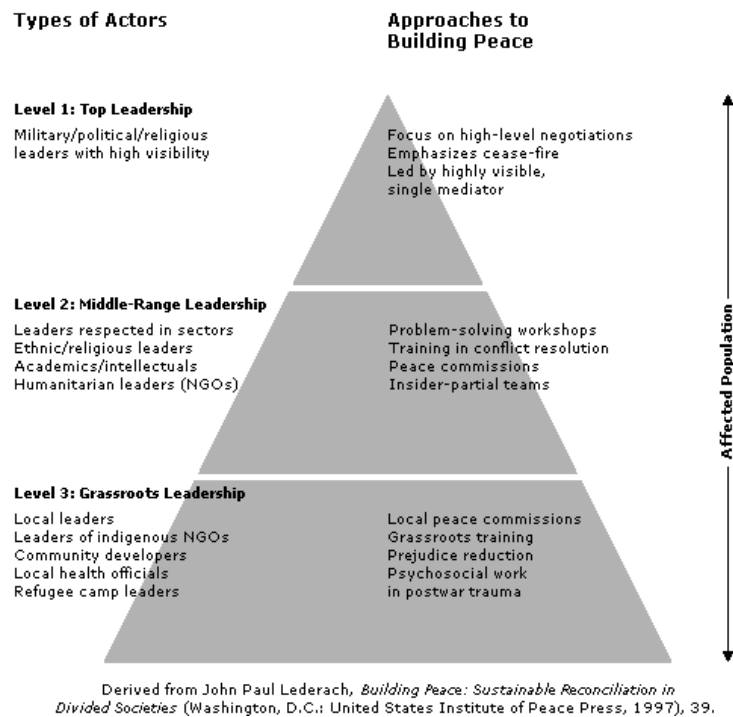 Types of Actors
Approaches to
Building Peace
Level 1: Top Leadership
Military/political/religious
leaders with high visibility
Focus on high-level negotiations
Emphasizes cease-fire
Led by highly visible,
single mediator
Level 2: Middle-Range Leadership
Leaders respected in sectors
Ethnic/religious leaders
Academics/intellectuals
Humanitarian leaders (NGOs)
Problem-solving workshops
Training in conflict resolution
Peace commissions
Insider-partial teams
Level 3: Grassroots Leadership
Local leaders
Leaders of indigenous NGOs
Community developers
Local health officials
Refugee camp leaders
Local peace commissions
Grassroots training
Prejudice reduction
Psychosocial work
in postwar trauma
Affected Population
Derived from John Paul Lederach, Building Peace: Sustainable Reconciliation in
Divided Societies (Washington, D.C.: United States Institute of Peace Press, 1997), 39.